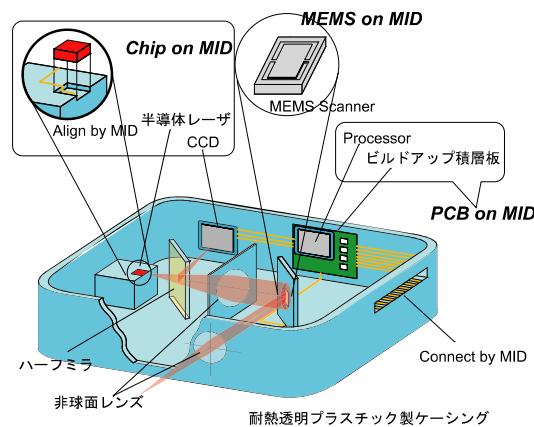 MEMS on MID
Chip on MID
MEMS Scanner
Align by MID
半導体レーザ
CCD
Processor
ビルドアップ積層板
PCB on MID
Connect by MID
ハーフミラ
非球面レンズ
耐熱透明プラスチック製ケーシング